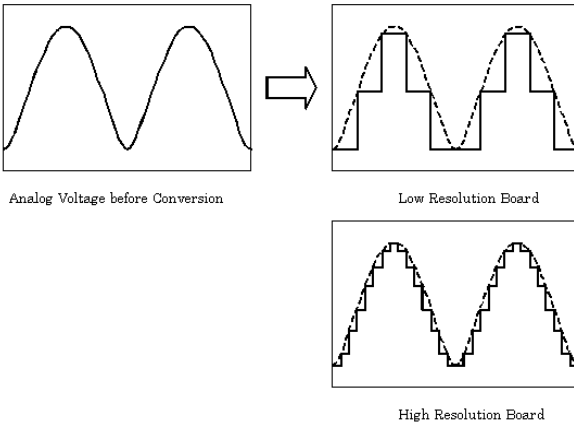 Analog Voltage before Conversion
Low Resolution Board
High Resolution Board